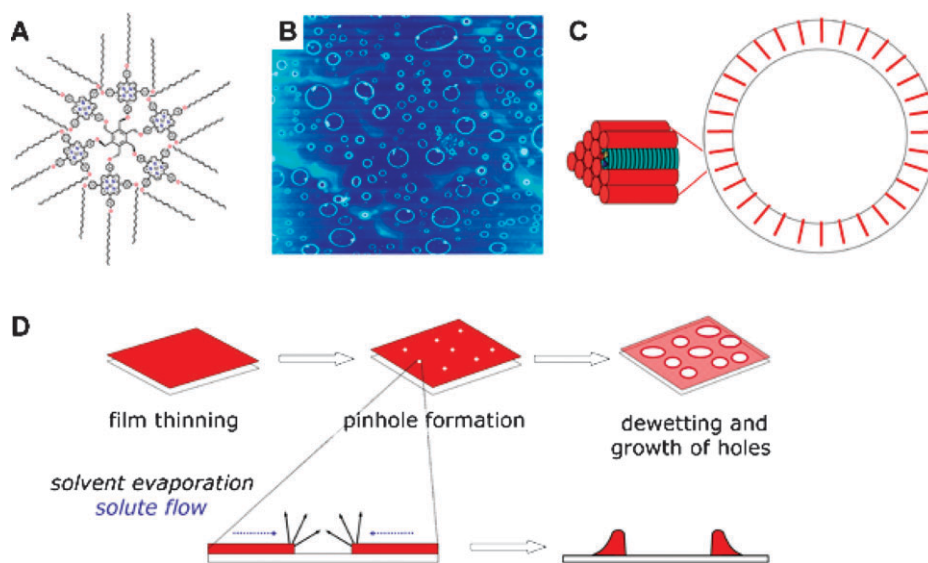 A
B
C
D
film thinning
pinhole formation
dewetting and
growth of holes
solvent evaporation
solute flow